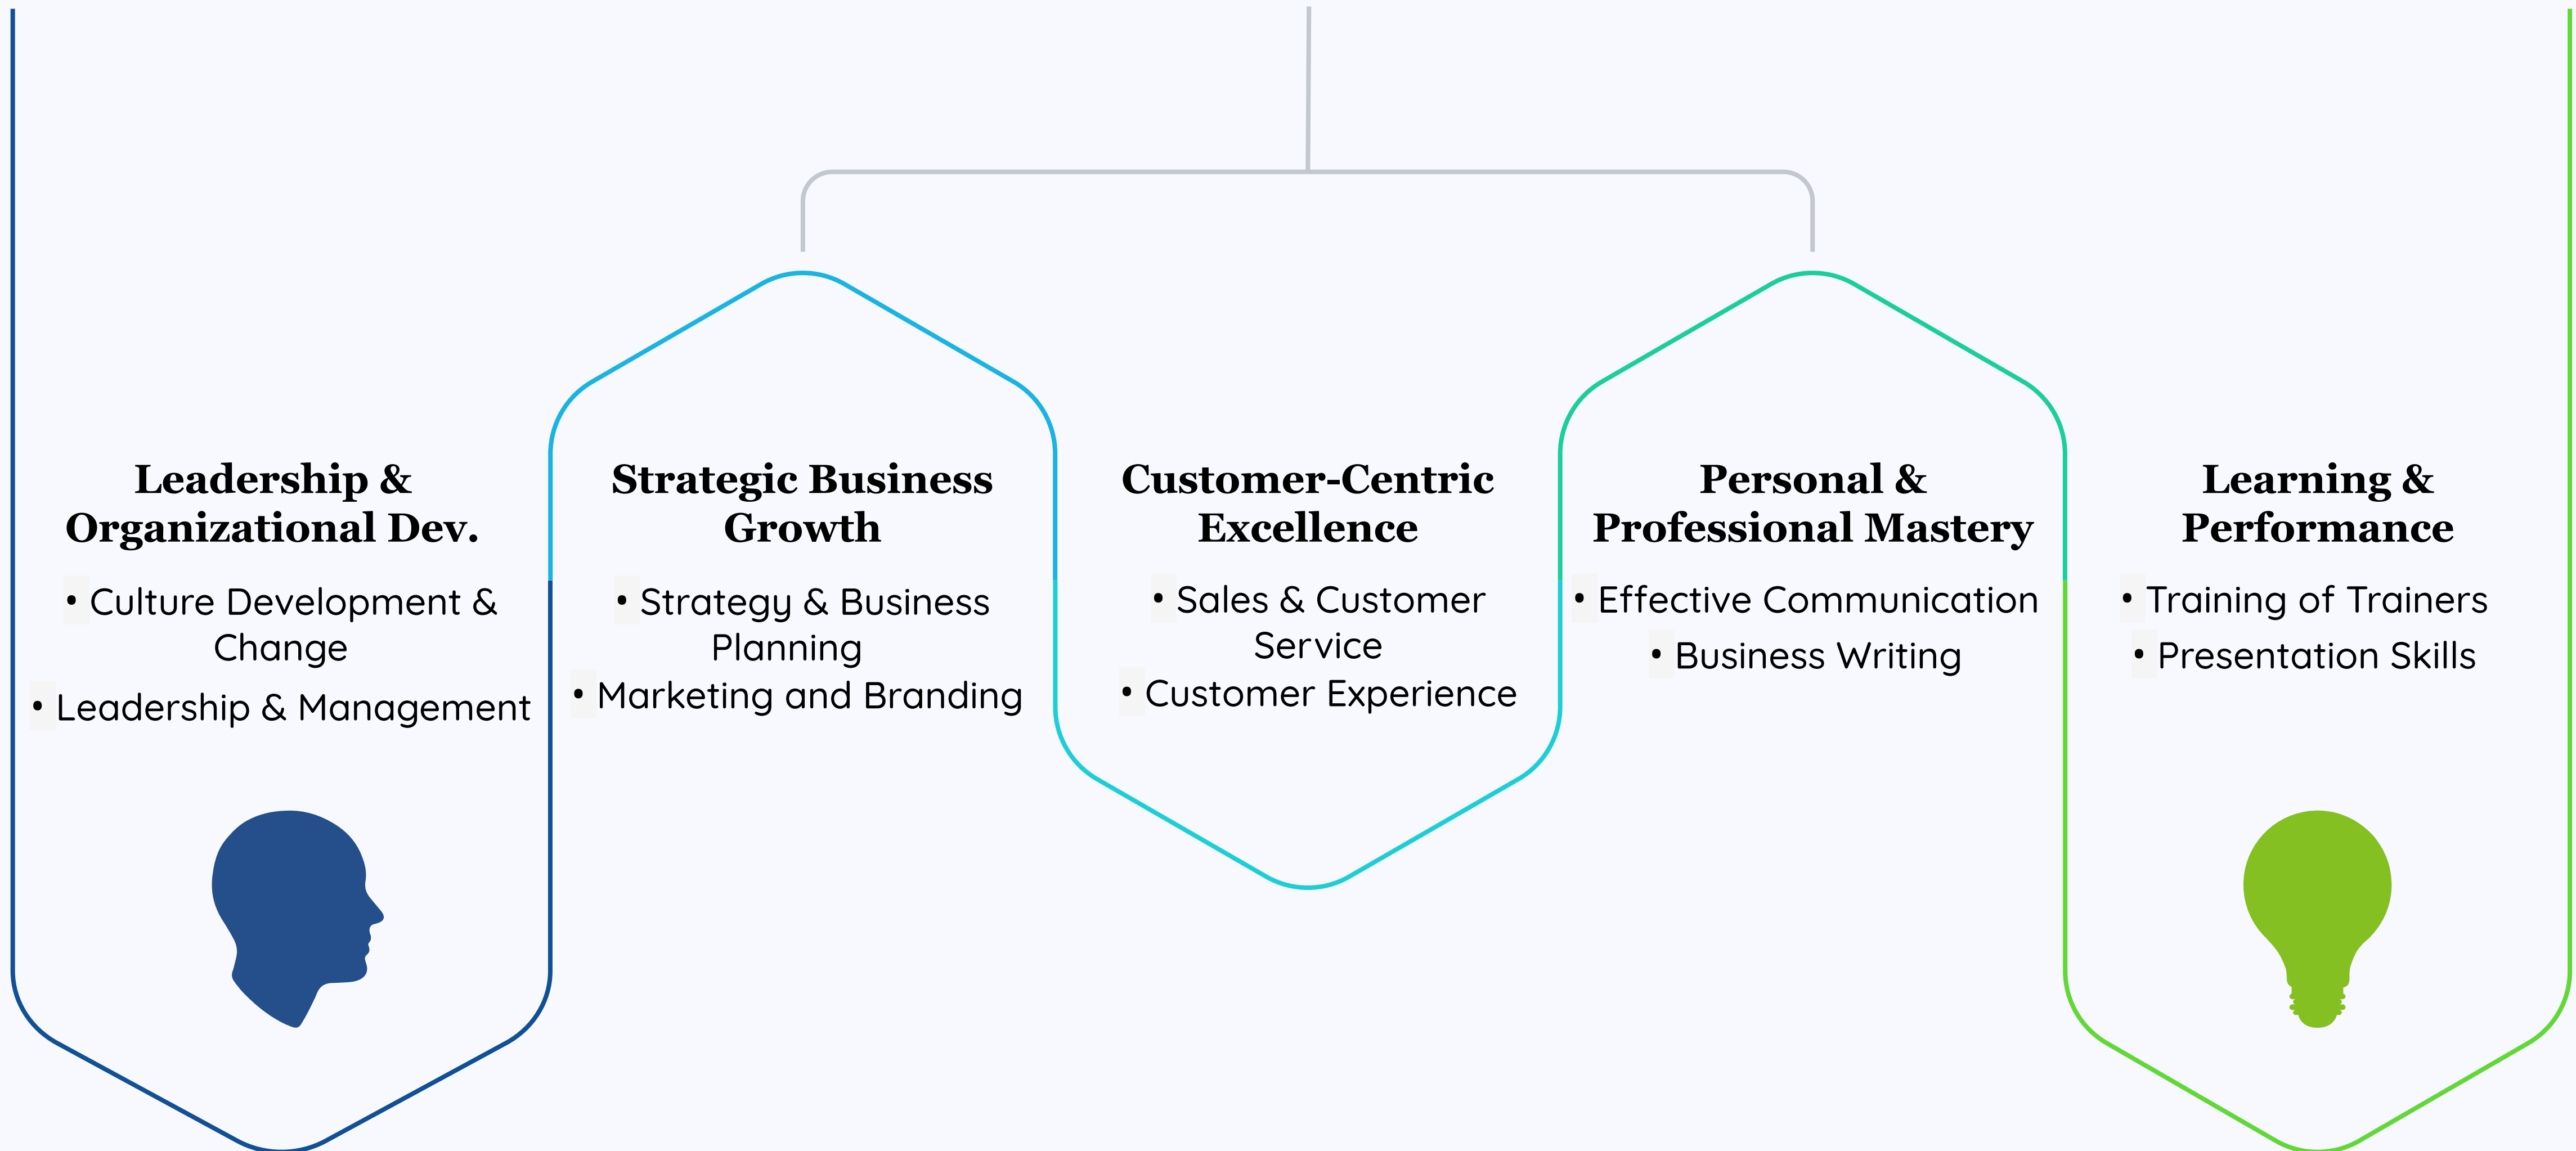 Leadership &
Organizational Dev.
• Culture Development &
Change
• Leadership & Management
Strategic Business
Growth
• Strategy & Business
Planning
• Marketing and Branding
Customer-Centric
Excellence
• Sales & Customer
Service
• Customer Experience
Personal &
Professional Mastery
• Effective Communication
• Business Writing
Learning &
Performance
• Training of Trainers
• Presentation Skills